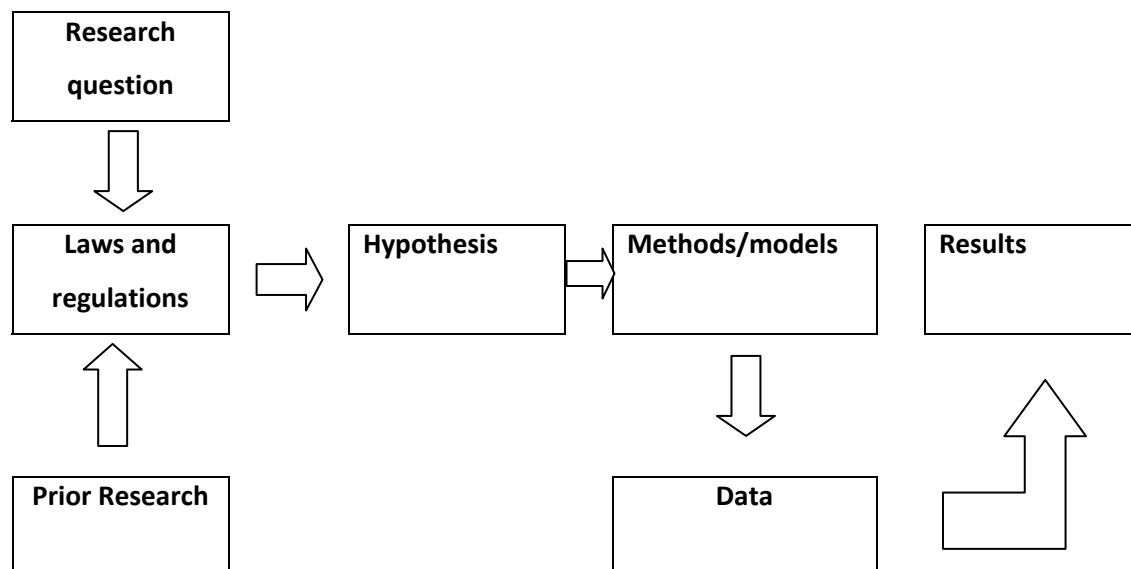 Research
question
Laws and
regulations
Hypothesis
Methods/models
Results
Prior Research
Data